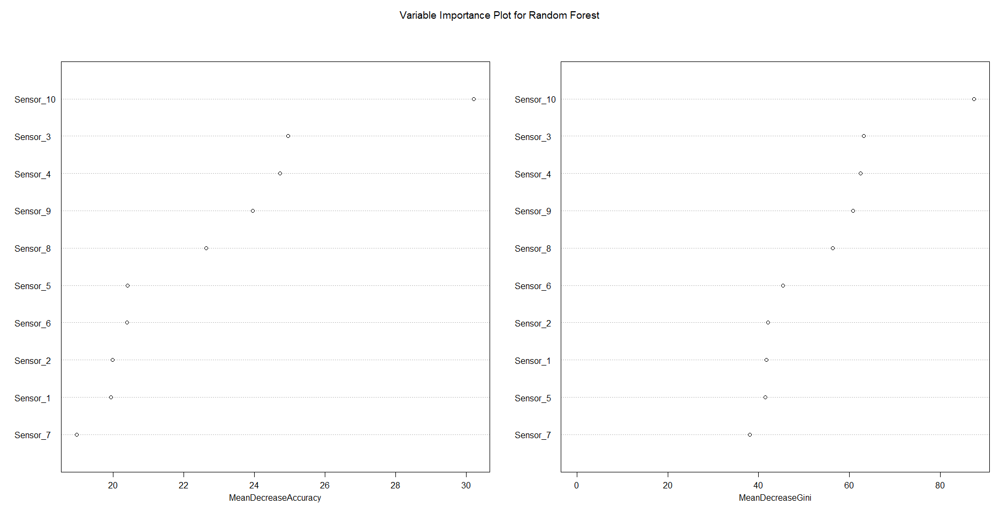 Variable Importance Plot for Random Forest
Sensor_10
Sensor_3
Sensor_4
Sensor_9
Sensor_8
Sensor_5
Sensor_6
Sensor_2
Sensor_1
Sensor_7
20 22 24 26 28 30
MeanDecreaseAccuracy
Sensor_10
Sensor_3
Sensor_4
Sensor_9
Sensor_8
Sensor_6
Sensor_2
Sensor_1
Sensor_5
Sensor_7
0 20 40 60 80
MeanDecreaseGini